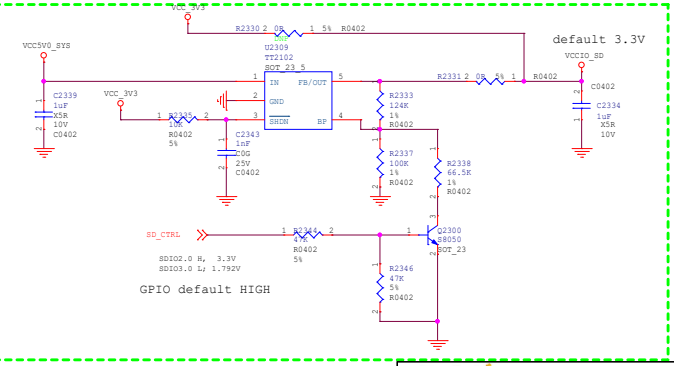 VCC_3V3
R2330 2 0R 1 5% R0402
DNP
VCC5V0_SYS
U2309
TT2102
SOT_23_5
default 3.3V
VCCIO_SD
1 IN FB/OUT 5
R2331 2 0R 5% 1 R0402
C2339
1uF
X5R
10V
C0402
VCC_3V3
2 GND
3 SHDN BP 4
1 R2335 2
10K
R0402
5%
C2343
1nF
C0G
25V
C0402
R2333
124K
1%
R0402
C0402
C2334
1uF
X5R
10V
R2337
100K
1%
R0402
R2338
66.5K
1%
R0402
SD_CTRL
1 R2344 2
47K
R0402
5%
1 Q2300
S8050
SOT_23
3
2
SDIO2.0 H, 3.3V
SDIO3.0 L; 1.792V
GPIO default HIGH
R2346
47K
5%
R0402